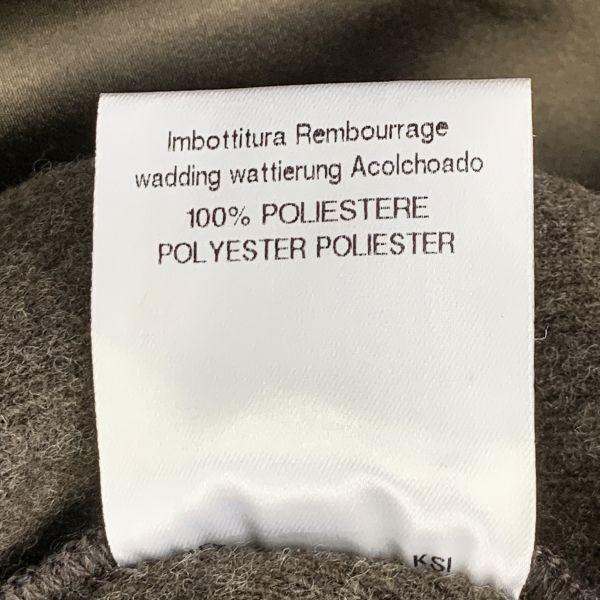 Imbottitura Rembourrage
wadding wattierung Acolchoado
100% POLIESTERE
POLYESTER POLIESTER
KSI